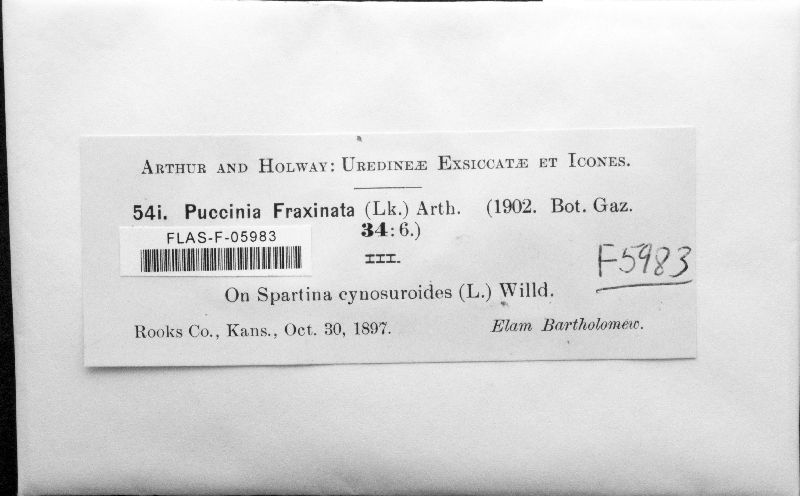 Arthur and Holway: Uredineæ Exsiccatæ et Icones.
54i. Puccinia Fraxinata (Lk.) Arth. (1902. Bot. Gaz.
34:6.)
FLAS-F-05983
III.
F5983
On Spartina cynosuroides (L.) Willd.
Rooks Co., Kans., Oct. 30, 1897. Elam Bartholomew.